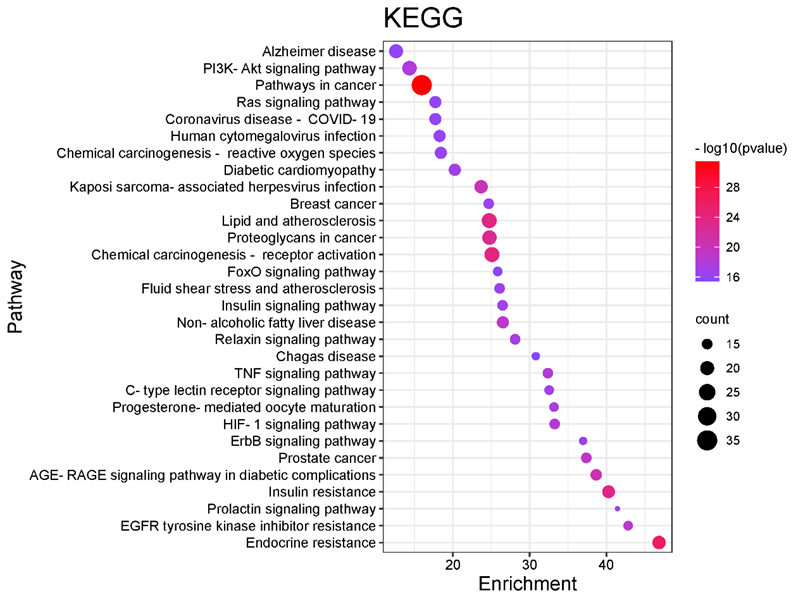 KEGG
Alzheimer disease
PI3K- Akt signaling pathway
Pathways in cancer
Ras signaling pathway
Coronavirus disease - COVID- 19
Human cytomegalovirus infection
Chemical carcinogenesis - reactive oxygen species
Diabetic cardiomyopathy
Kaposi sarcoma- associated herpesvirus infection
Breast cancer
Lipid and atherosclerosis
Proteoglycans in cancer
Chemical carcinogenesis - receptor activation
FoxO signaling pathway
Fluid shear stress and atherosclerosis
Insulin signaling pathway
Non- alcoholic fatty liver disease
Relaxin signaling pathway
Chagas disease
TNF signaling pathway
C- type lectin receptor signaling pathway
Progesterone- mediated oocyte maturation
HIF- 1 signaling pathway
ErbB signaling pathway
Prostate cancer
AGE- RAGE signaling pathway in diabetic complications
Insulin resistance
Prolactin signaling pathway
EGFR tyrosine kinase inhibitor resistance
Endocrine resistance
Pathway
20 30 40
Enrichment
- log10(pvalue)
28
24
20
16
count
15
20
25
30
35